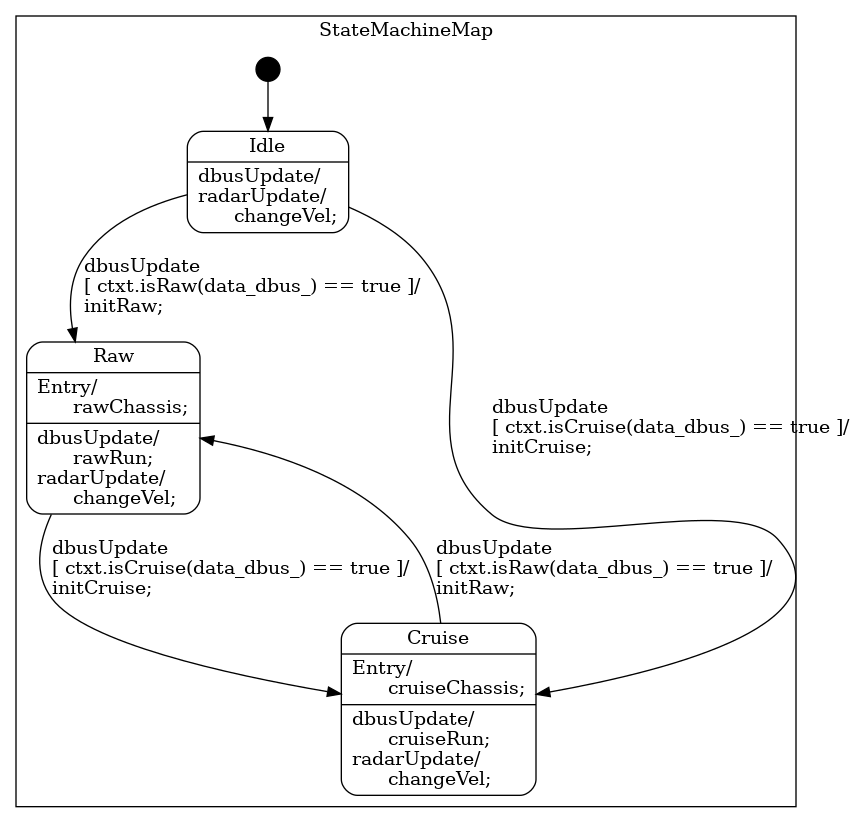 StateMachineMap
Idle
dbusUpdate/
radarUpdate/
changeVel;
dbusUpdate
[ ctxt.isRaw(data_dbus_) == true ]/
initRaw;
Raw
Entry/
rawChassis;
dbusUpdate/
rawRun;
radarUpdate/
changeVel;
dbusUpdate
[ ctxt.isCruise(data_dbus_) == true ]/
initCruise;
dbusUpdate
[ ctxt.isCruise(data_dbus_) == true ]/
initCruise;
dbusUpdate
[ ctxt.isRaw(data_dbus_) == true ]/
initRaw;
Cruise
Entry/
cruiseChassis;
dbusUpdate/
cruiseRun;
radarUpdate/
changeVel;